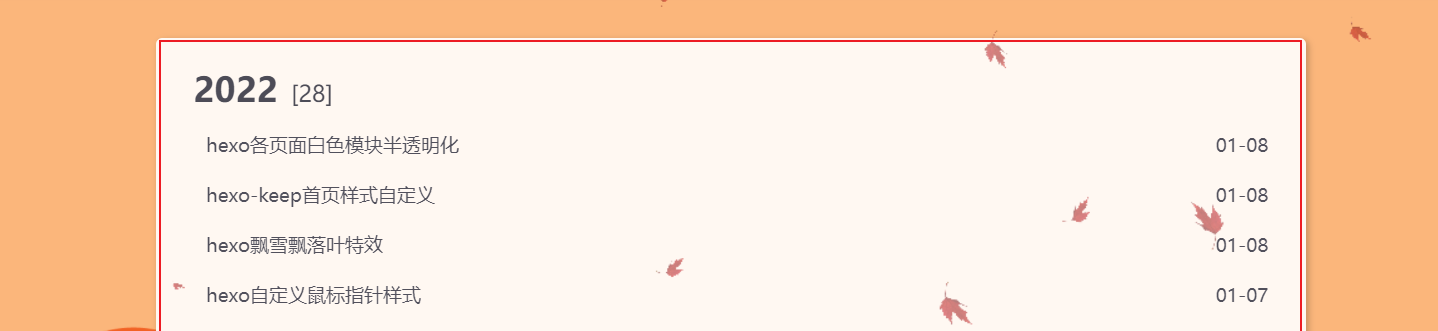 2022 [28]
hexo各页面白色模块半透明化 01-08
hexo-keep首页样式自定义 01-08
hexo飘雪飘落叶特效 01-08
hexo自定义鼠标指针样式 01-07